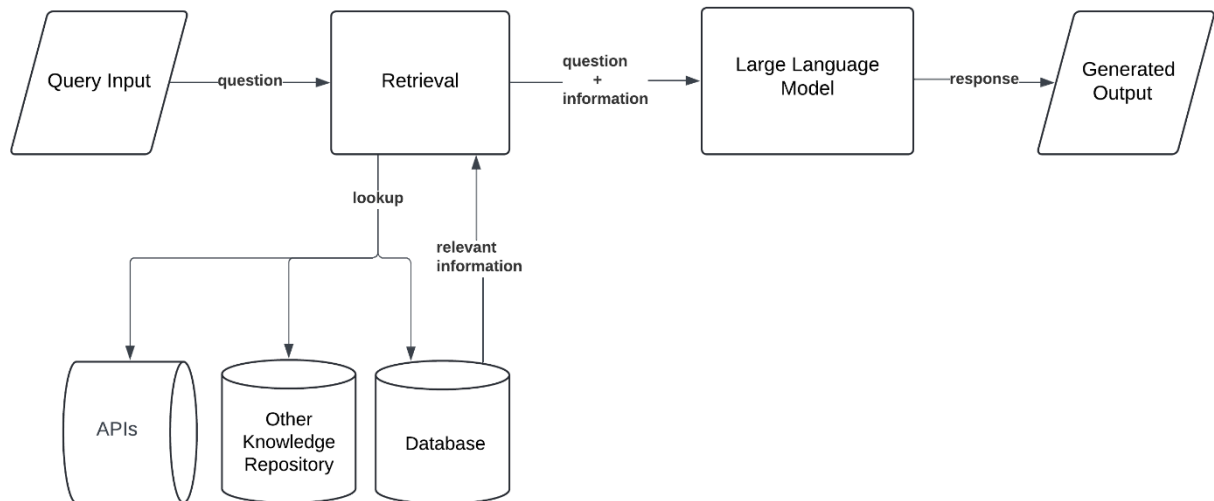 Query Input
question
Retrieval
question
+
information
Large Language
Model
response
Generated
Output
lookup
relevant
information
APIs
Other
Knowledge
Repository
Database